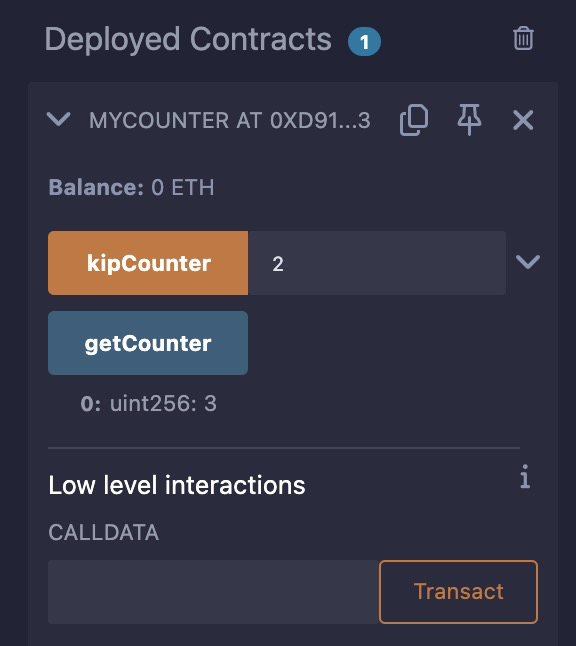 Deployed Contracts 1
MYCOUNTER AT 0XD91...3
Balance: 0 ETH
kipCounter 2
getCounter
0: uint256: 3
Low level interactions i
CALLDATA
Transact